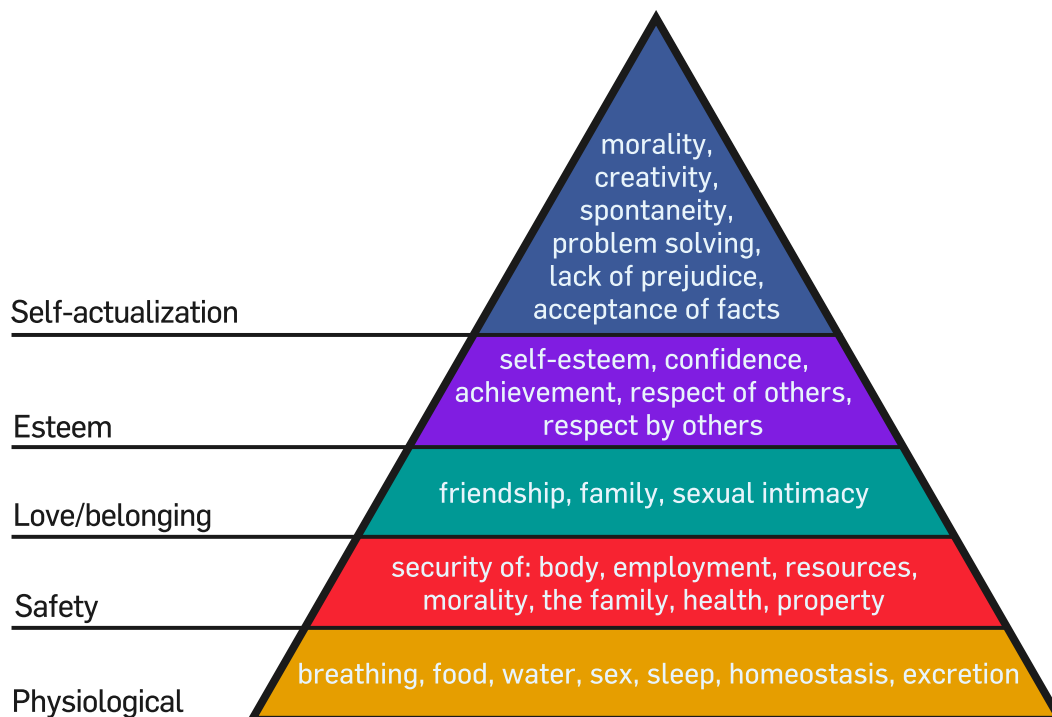 morality,
creativity,
spontaneity,
problem solving,
lack of prejudice,
acceptance of facts
Self-actualization
self-esteem, confidence,
achievement, respect of others,
respect by others
Esteem
friendship, family, sexual intimacy
Love/belonging
security of: body, employment, resources,
morality, the family, health, property
Safety
breathing, food, water, sex, sleep, homeostasis, excretion
Physiological